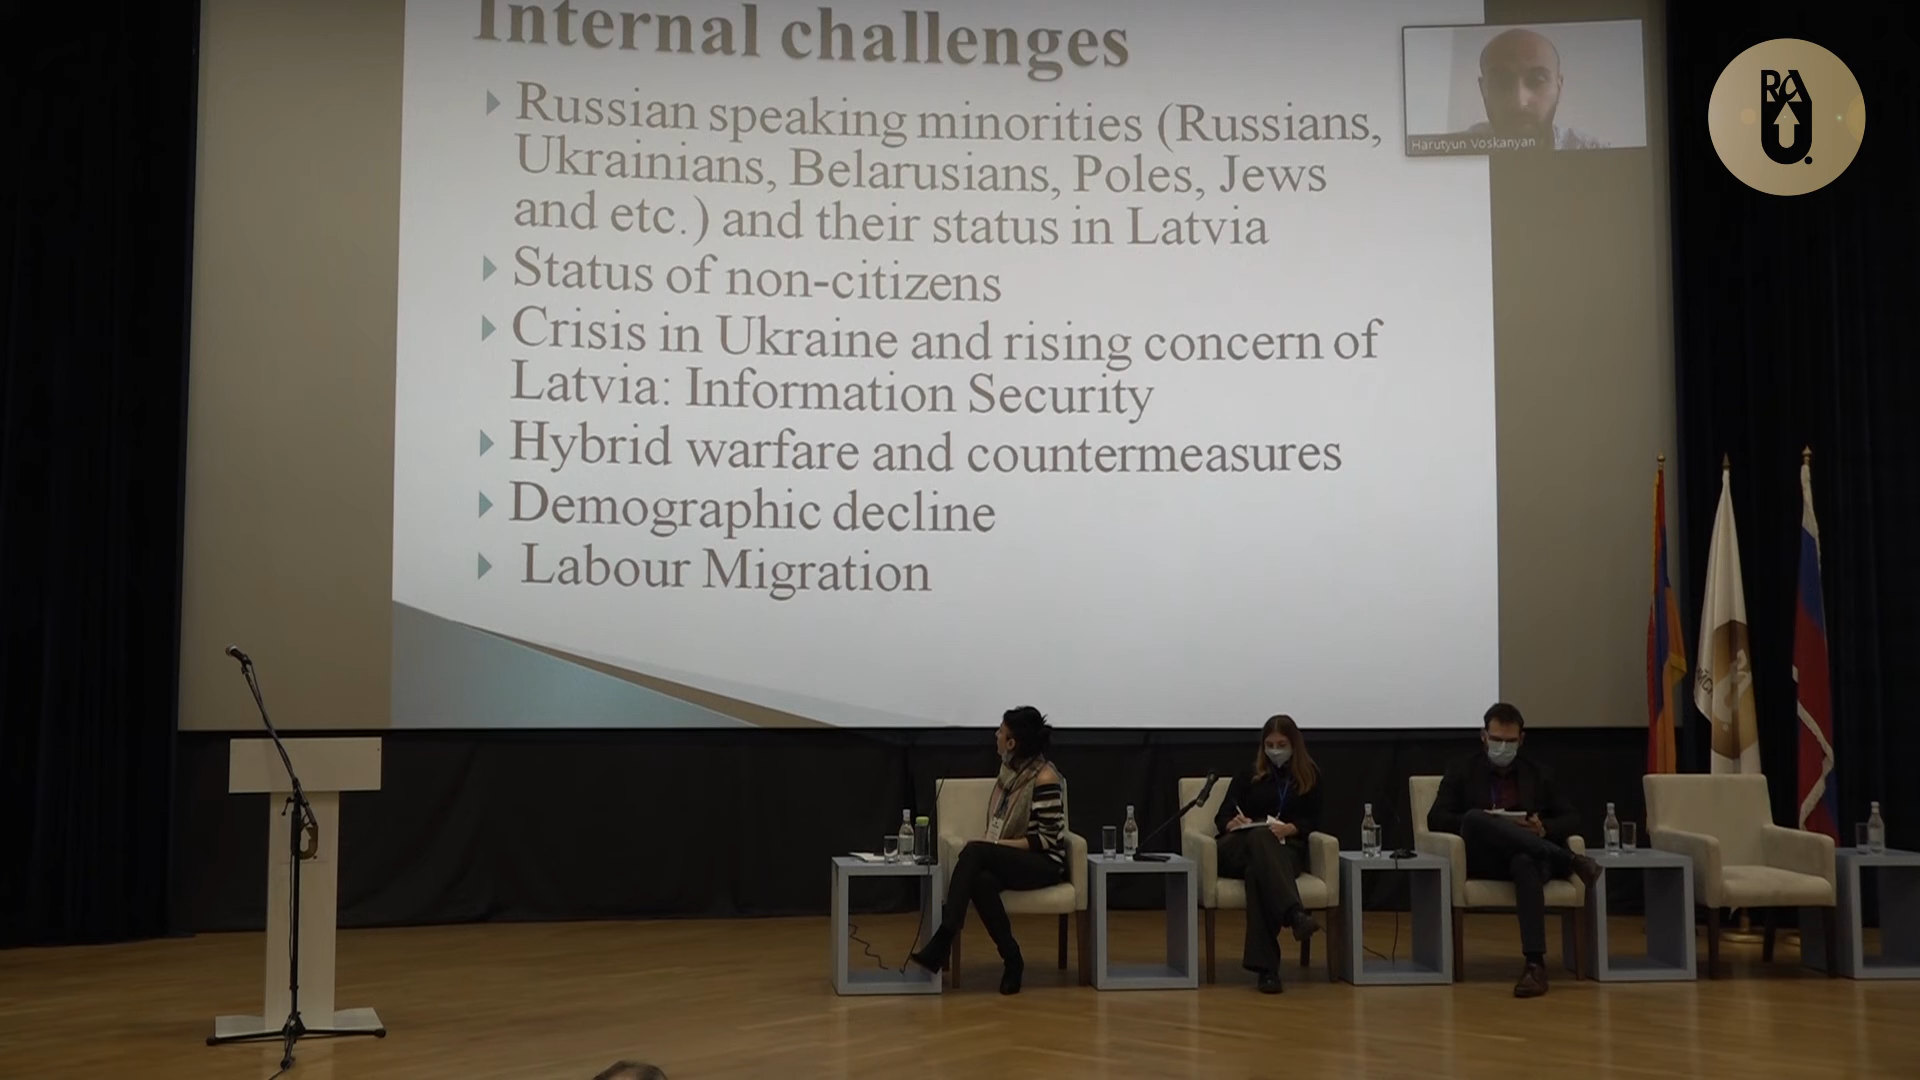 Internal challenges
Russian speaking minorities (Russians,
Ukrainians, Belarusians, Poles, Jews
and etc.) and their status in Latvia
Status of non-citizens
Crisis in Ukraine and rising concern of
Latvia: Information Security
Hybrid warfare and countermeasures
Demographic decline
Labour Migration
Harutyun Voskanyan
RAU